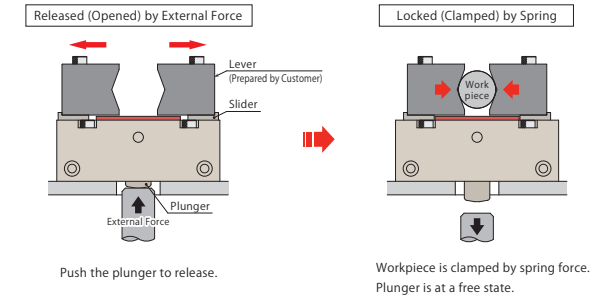 Released (Opened) by External Force
Locked (Clamped) by Spring
Lever
(Prepared by Customer)
Slider
Work
piece
Plunger
External Force
Push the plunger to release.
Workpiece is clamped by spring force.
Plunger is at a free state.